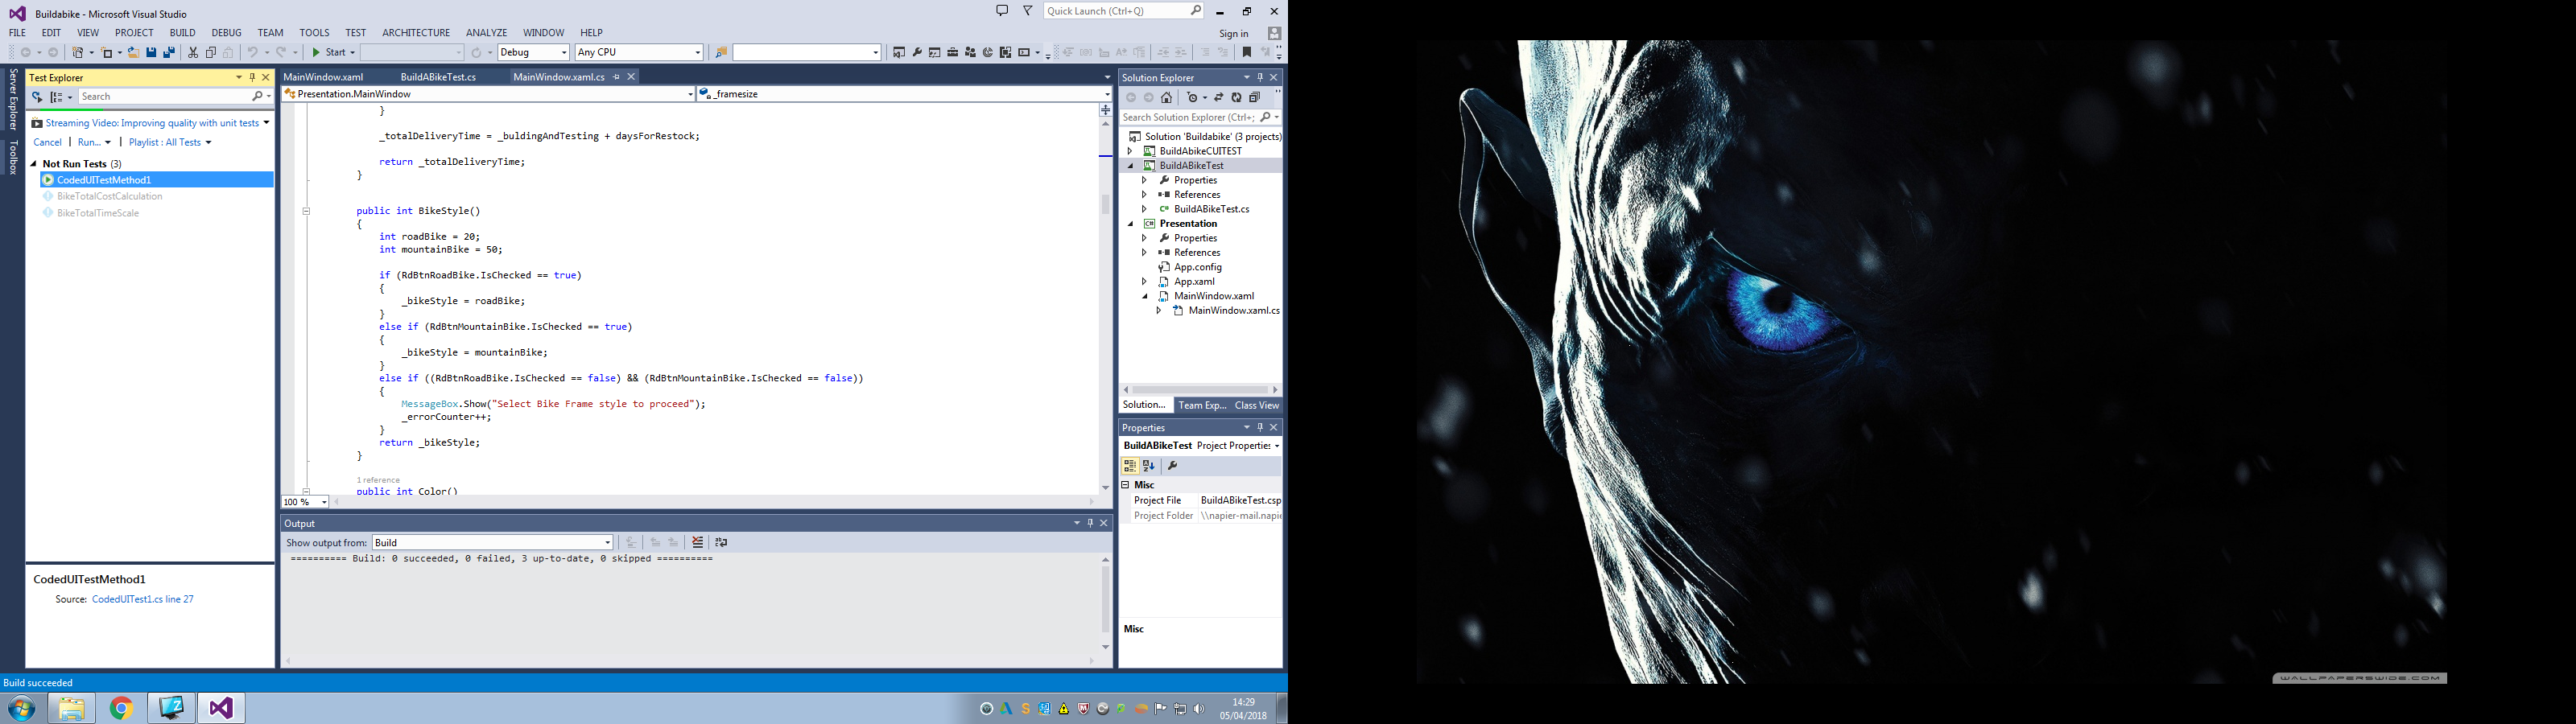 Buildabike - Microsoft Visual Studio
Quick Launch (Ctrl+Q)
FILE EDIT VIEW PROJECT BUILD DEBUG TEAM TOOLS TEST ARCHITECTURE ANALYZE WINDOW HELP
Sign in
Start Debug Any CPU
Server Explorer
Toolbox
Test Explorer
Search
Streaming Video: Improving quality with unit tests
Cancel | Run... | Playlist : All Tests
Not Run Tests (3)
CodedUITestMethod1
BikeTotalCostCalculation
BikeTotalTimeScale
CodedUITestMethod1
Source: CodedUITest1.cs line 27
MainWindow.xaml BuildABikeTest.cs MainWindow.xaml.cs
Presentation.MainWindow _framesize
}
_totalDeliveryTime = _buldingAndTesting + daysForRestock;
return _totalDeliveryTime;
}
public int BikeStyle()
{
int roadBike = 20;
int mountainBike = 50;
if (RdBtnRoadBike.IsChecked == true)
{
_bikeStyle = roadBike;
}
else if (RdBtnMountainBike.IsChecked == true)
{
_bikeStyle = mountainBike;
}
else if ((RdBtnRoadBike.IsChecked == false) && (RdBtnMountainBike.IsChecked == false))
{
MessageBox.Show("Select Bike Frame style to proceed");
_errorCounter++;
}
return _bikeStyle;
}
1 reference
public int Color()
100 %
Output
Show output from: Build
========== Build: 0 succeeded, 0 failed, 3 up-to-date, 0 skipped ==========
Solution Explorer
Search Solution Explorer (Ctrl+;
Solution 'Buildabike' (3 projects)
BuildAbikeCUITEST
BuildABikeTest
Properties
References
BuildABikeTest.cs
Presentation
Properties
References
App.config
App.xaml
MainWindow.xaml
MainWindow.xaml.cs
Solution... Team Exp... Class View
Properties
BuildABikeTest Project Properties
Misc
Project File BuildABikeTest.csp
Project Folder \\napier-mail.napie
Misc
Build succeeded
14:29
05/04/2018
WALLPAPERSWIDE.COM